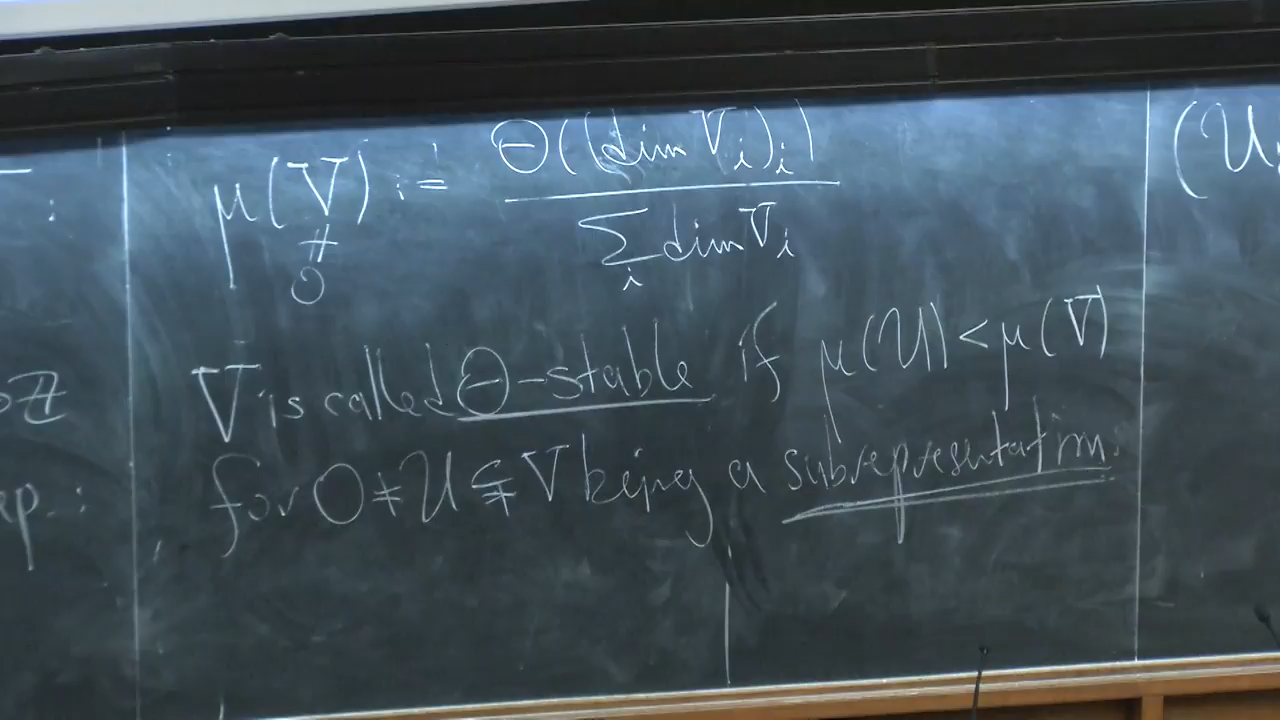 μ(V) := Θ((dim V_i)_i) / Σ_i dim V_i
≠
0
V is called Θ-stable if μ(U) < μ(V)
for 0 ≠ U ⊊ V being a subrepresentation.
(U